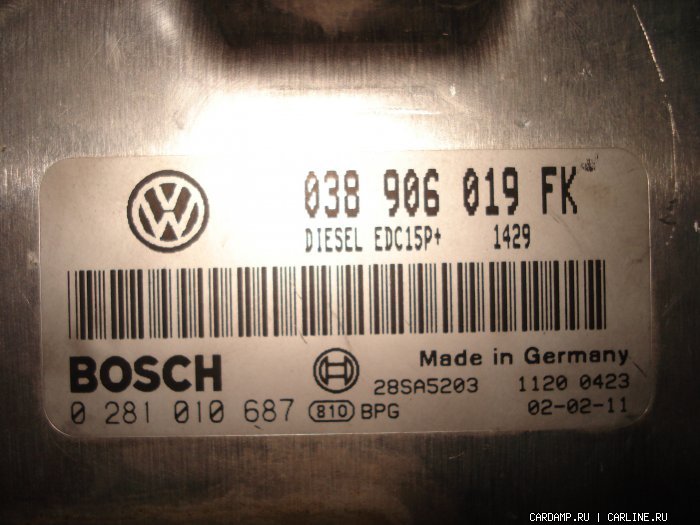 038 906 019 FK
DIESEL EDC15P+ 1429
BOSCH
Made in Germany
28SA5203 1120 0423
0 281 010 687 810 BPG 02-02-11
CARDAMP.RU | CARLINE.RU